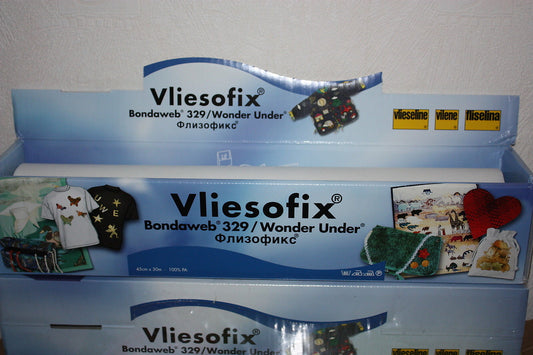 Vliesofix®
Bondaweb® 329/Wonder Under®
Флизофикс®
vlieseline vilene fliselina
Vliesofix®
Bondaweb® 329/Wonder Under®
Флизофикс®
45cm x 30m 100% PA
Vliesofix®
Bondaweb® 329/Wonder Under®